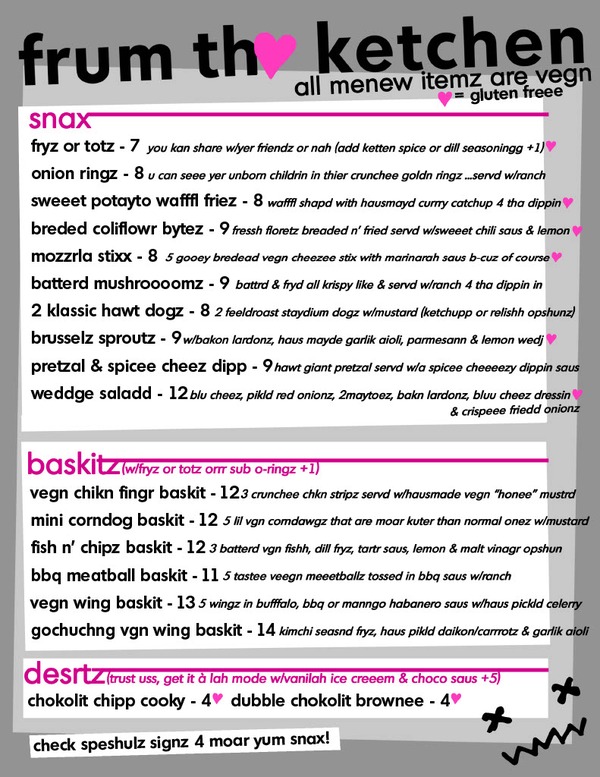 frum th♥ ketchen
all menew itemz are vegn
♥= gluten freee
snax
fryz or totz - 7 you kan share w/yer friendz or nah (add ketten spice or dill seasoningg +1)♥
onion ringz - 8 u can seee yer unborn childrin in thier crunchee goldn ringz ...servd w/ranch
sweeet potayto wafffl friez - 8 wafffl shapd with hausmayd curry catchup 4 tha dippin♥
breded coliflowr bytez - 9 fressh floretz breaded n' fried servd w/sweeet chili saus & lemon♥
mozzrla stixx - 8 5 gooey bredead vegn cheezee stix with marinarah saus b-cuz of course♥
batterd mushroooomz - 9 battrd & fryd all krispy like & servd w/ranch 4 tha dippin in
2 klassic hawt dogz - 8 2 feeldroast staydium dogz w/mustard (ketchupp or relishh opshunz)
brusselz sproutz - 9 w/bakon lardonz, haus mayde garlik aioli, parmesann & lemon wedj♥
pretzal & spicee cheez dipp - 9 hawt giant pretzal servd w/a spicee cheeeezy dippin saus
weddge saladd - 12 blu cheez, pikld red onionz, 2maytoez, bakn lardonz, bluu cheez dressin♥
& crispeee friedd onionz
baskitz (w/fryz or totz orrr sub o-ringz +1)
vegn chikn fingr baskit - 12 3 crunchee chkn stripz servd w/hausmade vegn "honee" mustrd
mini corndog baskit - 12 5 lil vgn corndawgz that are moar kuter than normal onez w/mustard
fish n' chipz baskit - 12 3 batterd vgn fishh, dill fryz, tartr saus, lemon & malt vinagr opshun
bbq meatball baskit - 11 5 tastee veegn meeetballz tossed in bbq saus w/ranch
vegn wing baskit - 13 5 wingz in bufffalo, bbq or manngo habanero saus w/haus pickld celerry
gochuchng vgn wing baskit - 14 kimchi seasnd fryz, haus pikld daikon/carrrotz & garlik aioli
desrtz (trust uss, get it à lah mode w/vanilah ice creeem & choco saus +5)
chokolit chipp cooky - 4♥ dubble chokolit brownee - 4♥
check speshulz signz 4 moar yum snax!